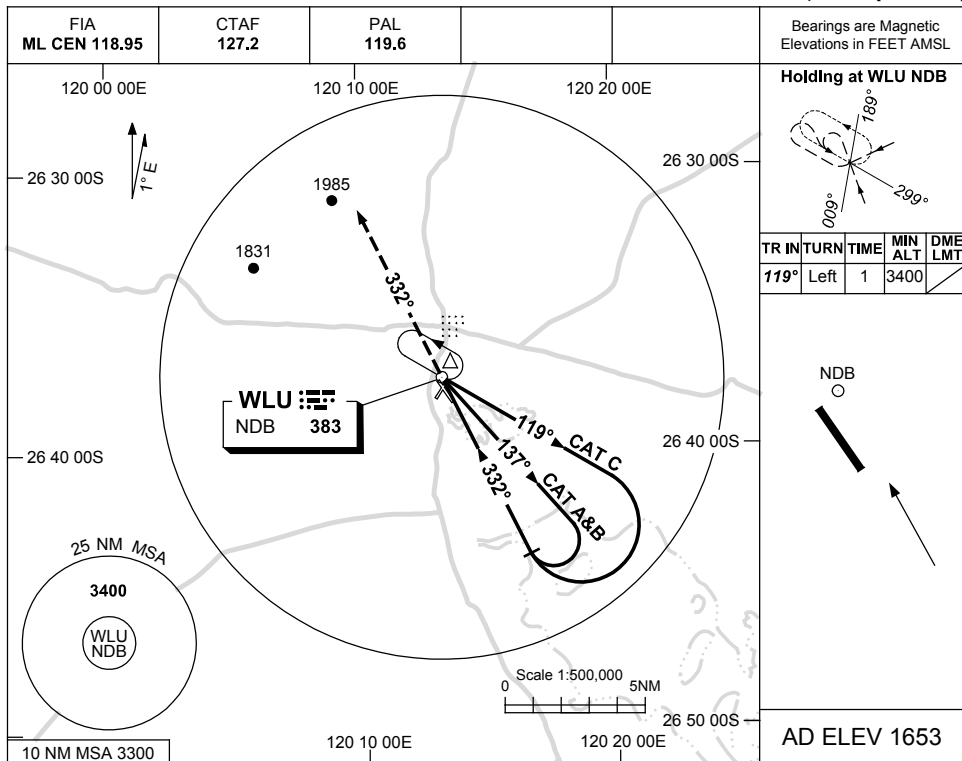 FIA
ML CEN 118.95
CTAF
127.2
PAL
119.6
Bearings are Magnetic
Elevations in FEET AMSL
120 00 00E
120 10 00E
120 20 00E
Holding at WLU NDB
189°
299°
009°
1° E
26 30 00S
26 30 00S
1985
1831
TR IN TURN TIME MIN ALT DME LMT
119° Left 1 3400
332°
WLU
NDB 383
NDB
119°
CAT C
137°
CAT A&B
332°
26 40 00S
26 40 00S
25 NM MSA
3400
WLU
NDB
Scale 1:500,000
0 5NM
26 50 00S
10 NM MSA 3300
120 10 00E
120 20 00E
AD ELEV 1653